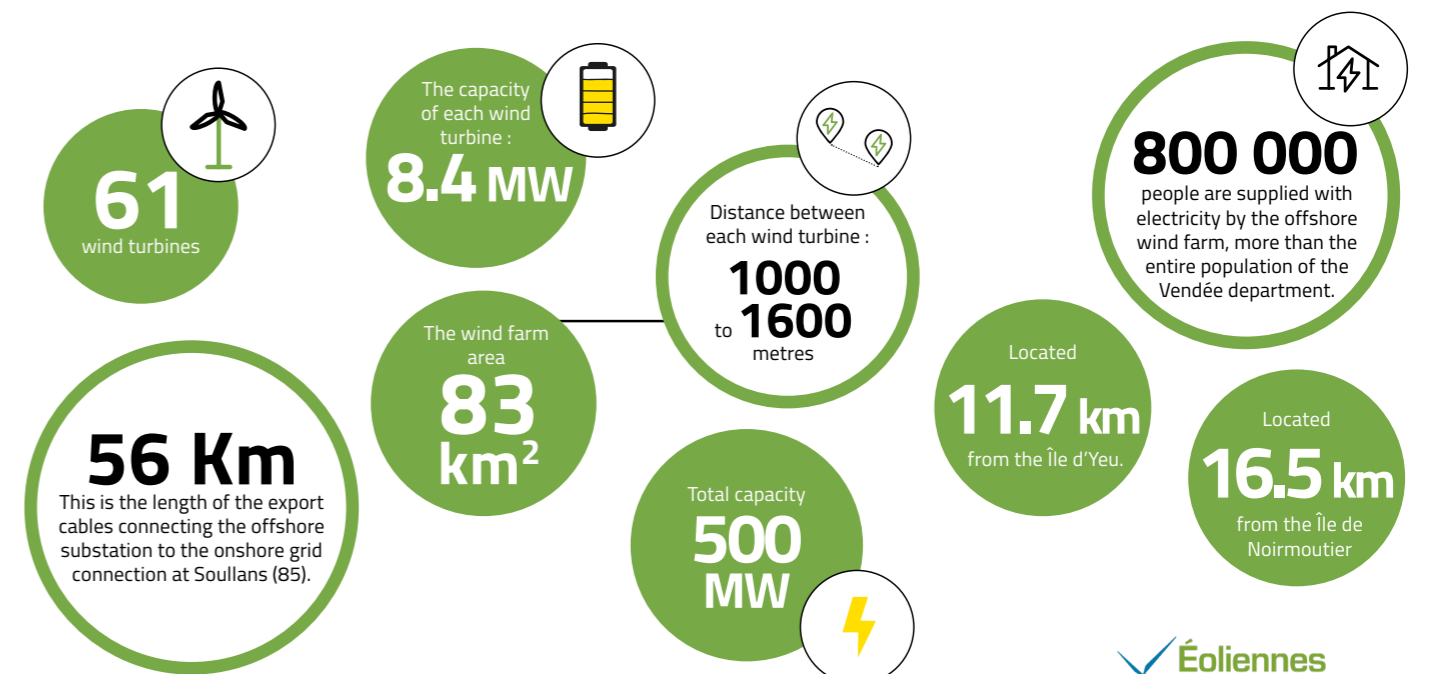 61
wind turbines
The capacity
of each wind
turbine :
8.4 MW
Distance between
each wind turbine :
1000
to 1600
metres
800 000
people are supplied with
electricity by the offshore
wind farm, more than the
entire population of the
Vendée department.
56 Km
This is the length of the export
cables connecting the offshore
substation to the onshore grid
connection at Soullans (85).
The wind farm
area
83
km²
Total capacity
500
MW
Located
11.7 km
from the Île d’Yeu.
Located
16.5 km
from the Île de
Noirmoutier
Éoliennes